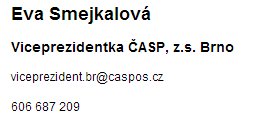 Eva Smejkalová
Viceprezidentka ČASP, z.s. Brno
viceprezident.br@caspos.cz
606 687 209